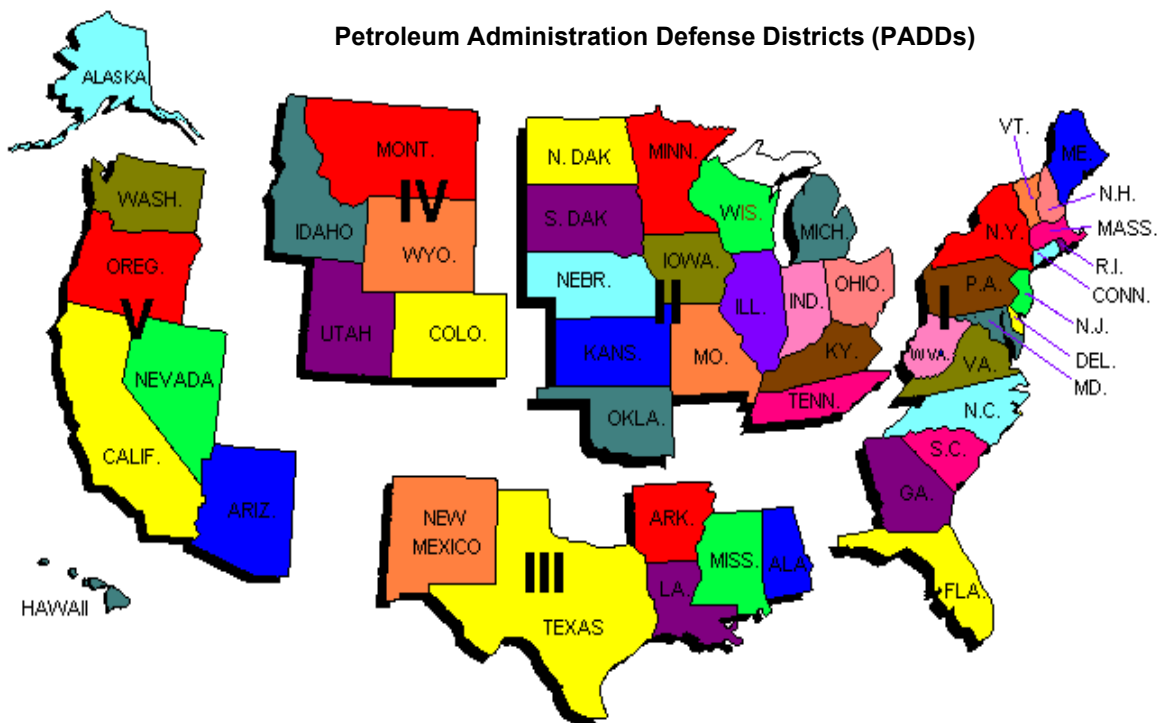 Petroleum Administration Defense Districts (PADDs)
ALASKA
WASH.
OREG.
V
NEVADA
CALIF.
ARIZ.
HAWAII
MONT.
IV
IDAHO
WYO.
UTAH
COLO.
N. DAK
MINN.
S. DAK
WIS.
MICH.
NEBR.
IOWA.
II
ILL.
IND.
OHIO.
KANS.
MO.
KY.
TENN.
OKLA.
NEW
MEXICO
III
TEXAS
ARK.
LA.
MISS.
ALA
VT.
ME.
N.H.
N.Y.
MASS.
R.I.
CONN.
P.A.
I
N.J.
DEL.
MD.
W VA.
VA.
N.C.
S.C.
GA.
FLA.